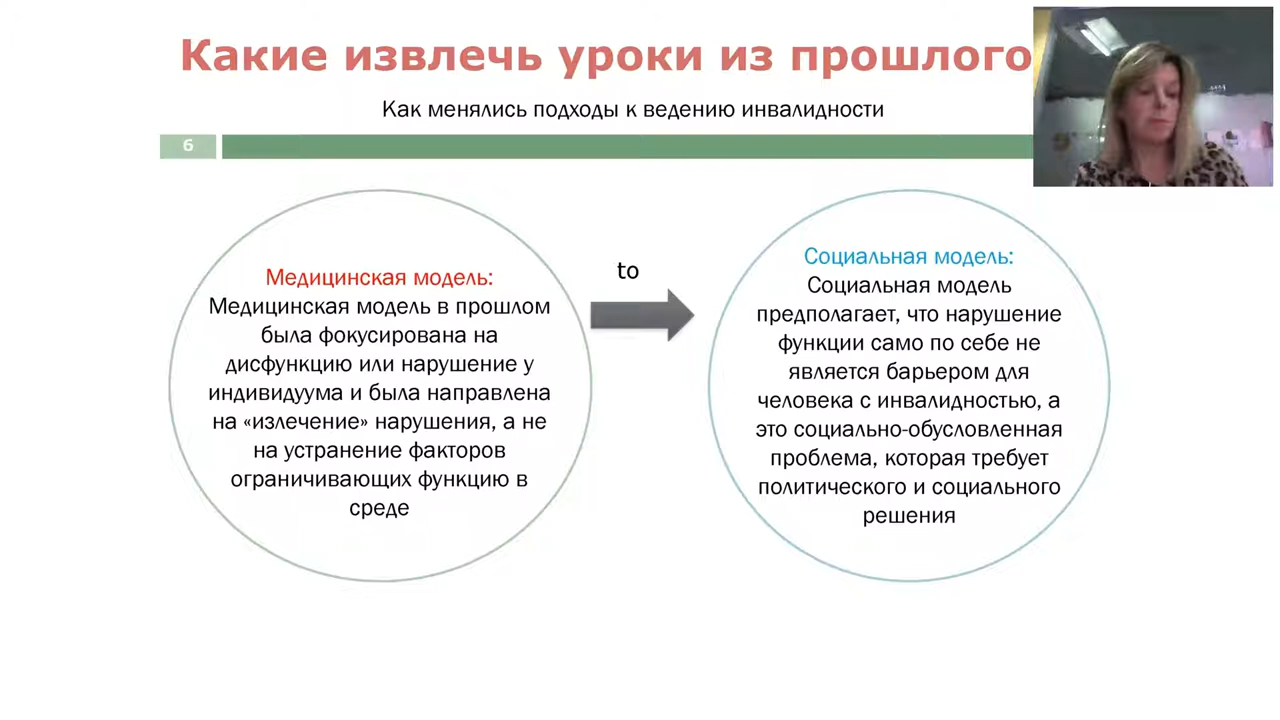 Какие извлечь уроки из прошлого
Как менялись подходы к ведению инвалидности
6
Медицинская модель:
Медицинская модель в прошлом
была фокусирована на
дисфункцию или нарушение у
индивидуума и была направлена
на «излечение» нарушения, а не
на устранение факторов
ограничивающих функцию в
среде
to
Социальная модель:
Социальная модель
предполагает, что нарушение
функции само по себе не
является барьером для
человека с инвалидностью, а
это социально-обусловленная
проблема, которая требует
политического и социального
решения